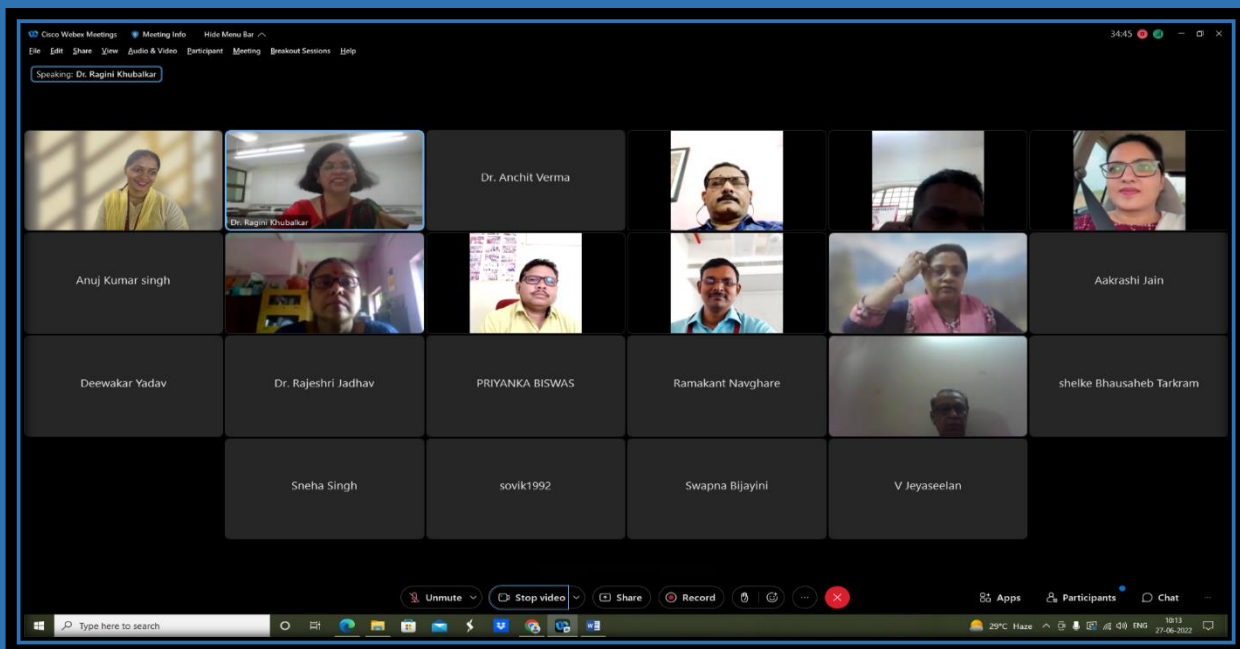 Cisco Webex Meetings Meeting Info Hide Menu Bar
34:45
File Edit Share View Audio & Video Participant Meeting Breakout Sessions Help
Speaking: Dr. Ragini Khubalkar
Dr. Ragini Khubalkar
Dr. Anchit Verma
Anuj Kumar singh
Aakrashi Jain
Deewakar Yadav
Dr. Rajeshri Jadhav
PRIYANKA BISWAS
Ramakant Navghare
shelke Bhausaheb Tarkram
Sneha Singh
sovik1992
Swapna Bijayini
V Jeyaseelan
Unmute Stop video Share Record
Apps Participants Chat
Type here to search
29°C Haze
ENG
10:13
27-06-2022